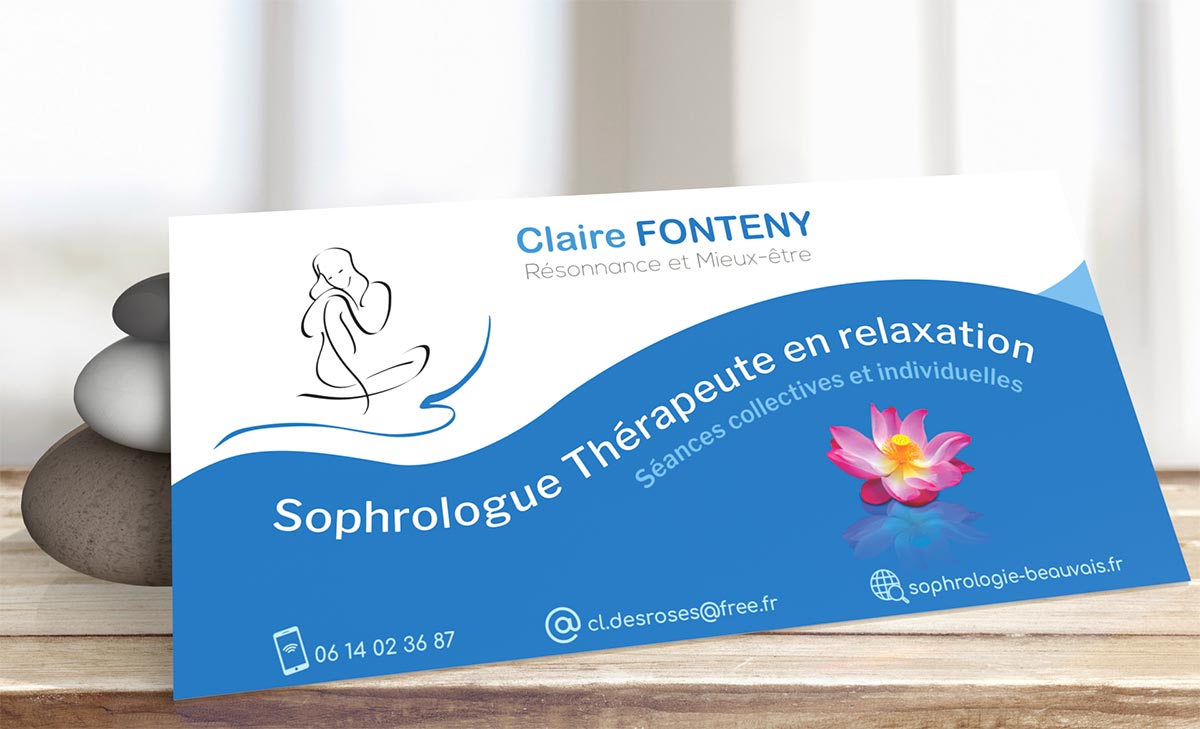 Claire FONTENY
Résonnance et Mieux-être
Sophrologue Thérapeute en relaxation
Séances collectives et individuelles
06 14 02 36 87
@ cl.desroses@free.fr
sophrologie-beauvais.fr